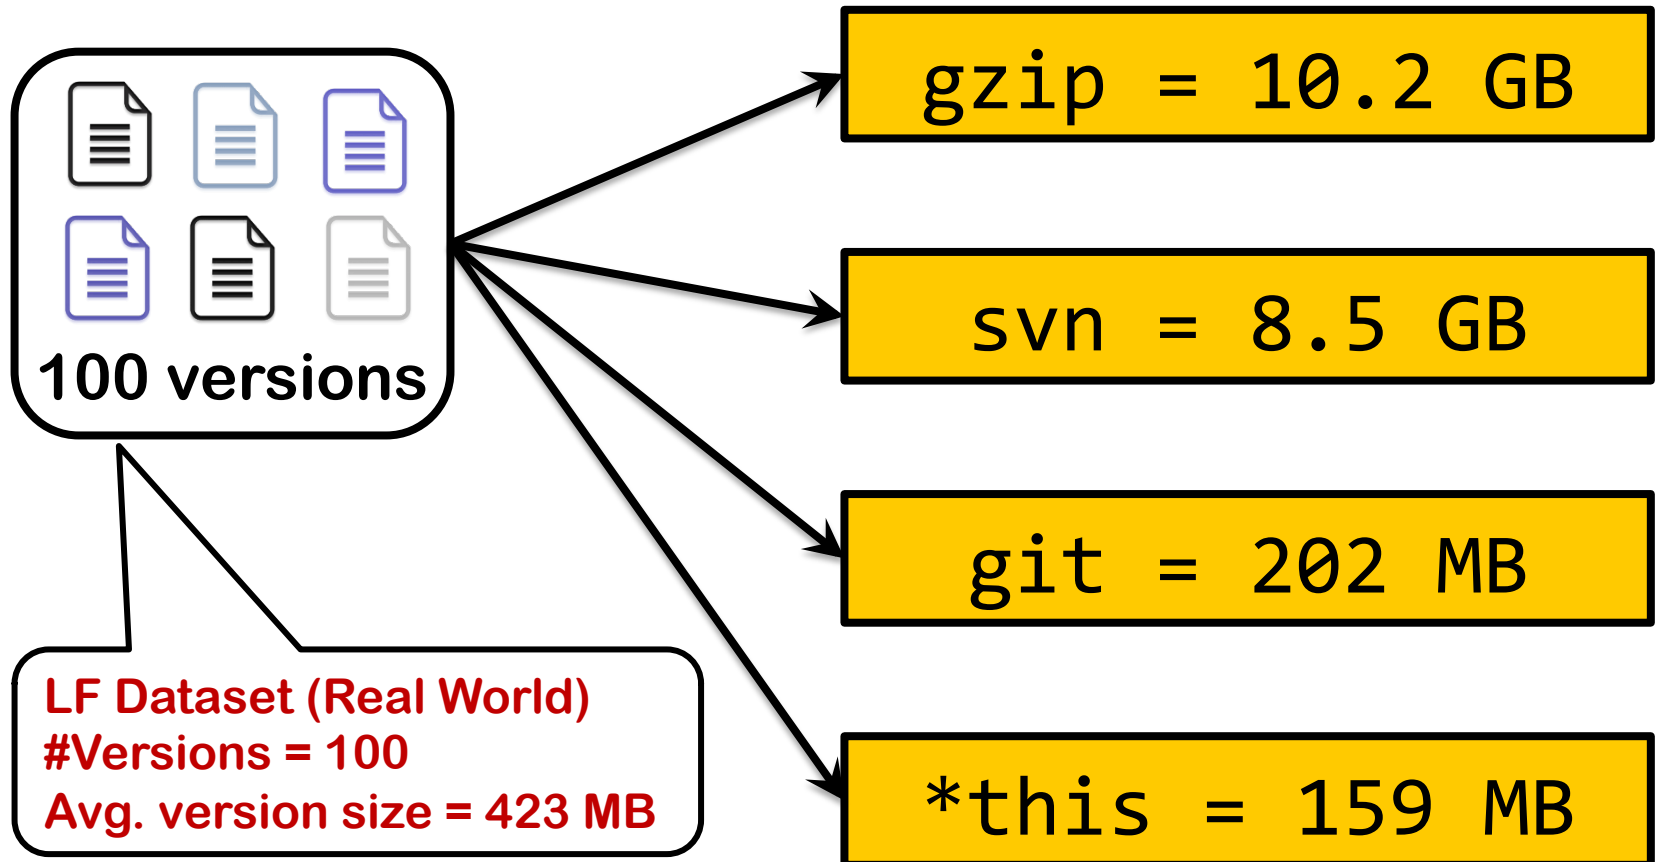 100 versions
LF Dataset (Real World)
#Versions = 100
Avg. version size = 423 MB
gzip = 10.2 GB
svn = 8.5 GB
git = 202 MB
*this = 159 MB